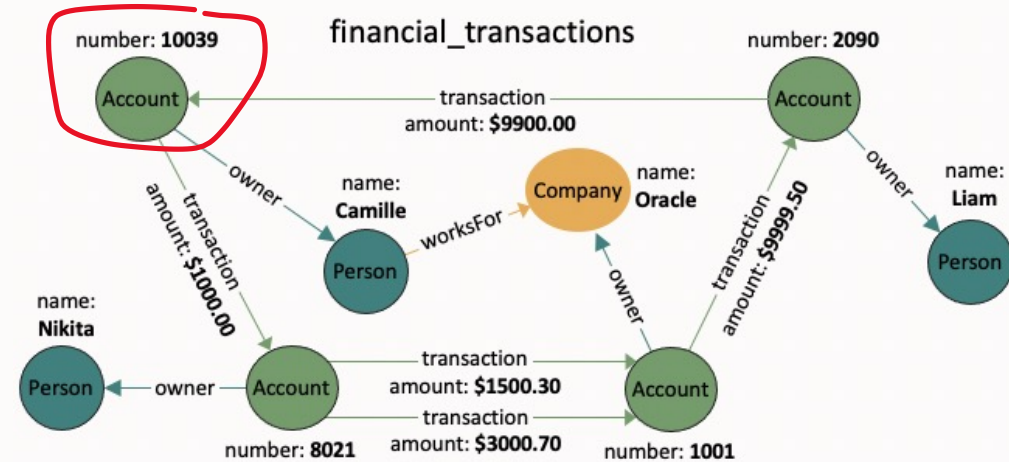 financial_transactions
number: 10039
number: 2090
Account
transaction
amount: $9900.00
Account
owner
name:
Camille
Company
name:
Oracle
owner
name:
Liam
transaction
amount: $1000.00
worksFor
transaction
amount: $9999.50
Person
Person
name:
Nikita
owner
Person
owner
Account
transaction
amount: $1500.30
transaction
amount: $3000.70
Account
number: 8021
number: 1001